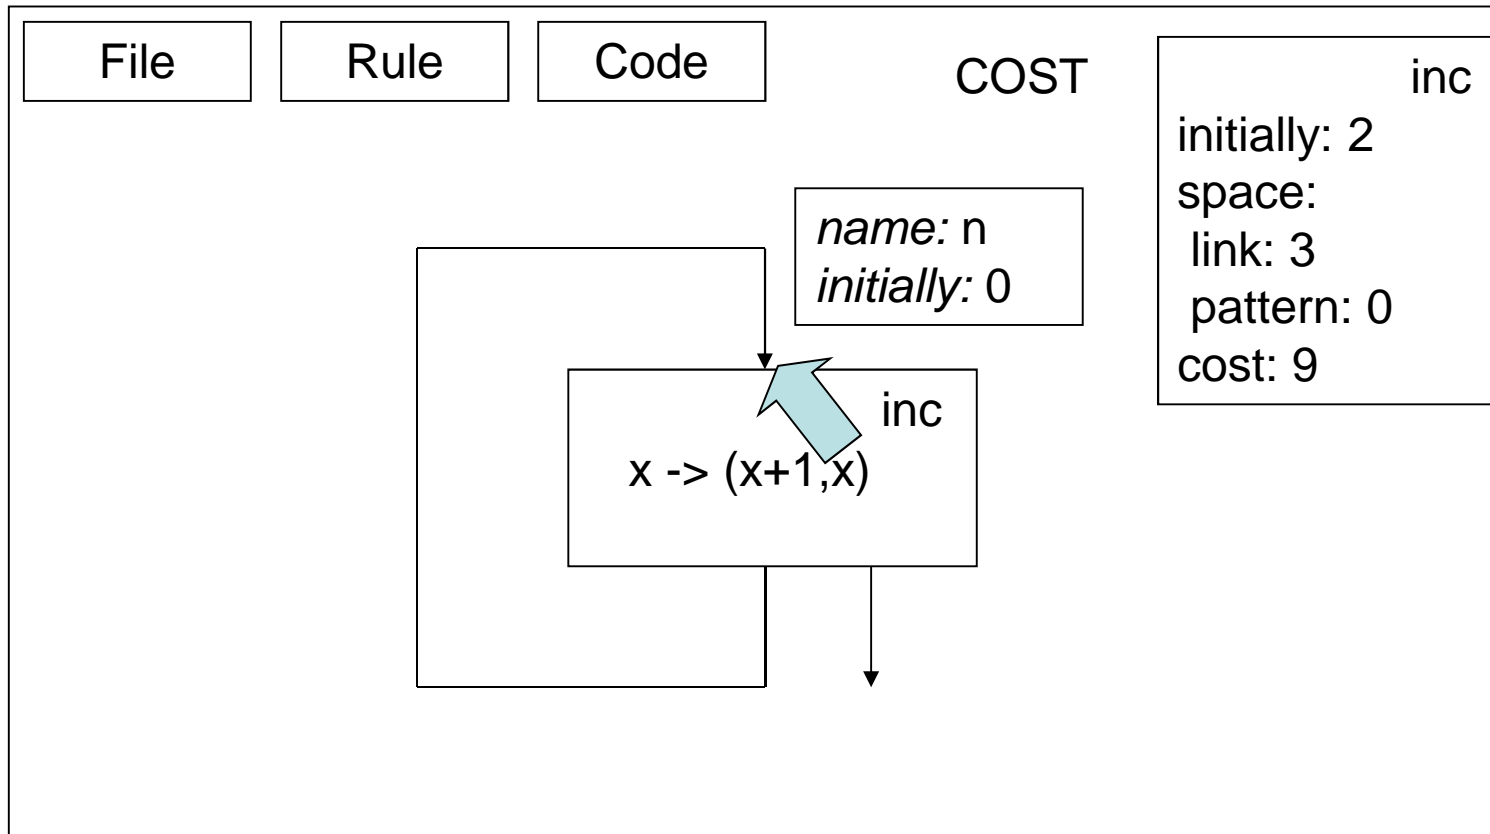 File
Rule
Code
COST
inc
initially: 2
space:
link: 3
pattern: 0
cost: 9
name: n
initially: 0
inc
x -> (x+1,x)